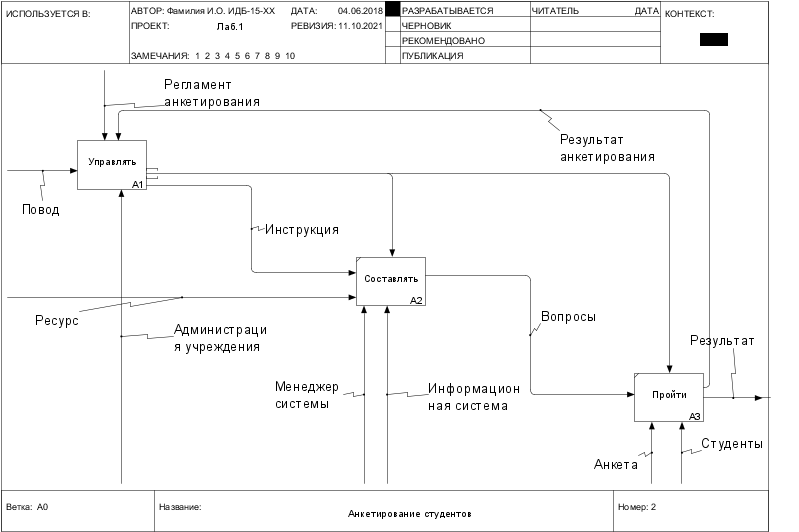 ИСПОЛЬЗУЕТСЯ В:
АВТОР: Фамилия И.О. ИДБ-15-XX
ДАТА: 04.06.2018
РАЗРАБАТЫВАЕТСЯ
ЧИТАТЕЛЬ
ДАТА
КОНТЕКСТ:
ПРОЕКТ: Лаб.1
РЕВИЗИЯ: 11.10.2021
ЧЕРНОВИК
РЕКОМЕНДОВАНО
ЗАМЕЧАНИЯ: 1 2 3 4 5 6 7 8 9 10
ПУБЛИКАЦИЯ
Регламент
анкетирования
Результат
анкетирования
Управлять
A1
Повод
Инструкция
Составлять
A2
Ресурс
Администраци
я учреждения
Вопросы
Результат
Менеджер
системы
Информацион
ная система
Пройти
A3
Анкета
Студенты
Ветка: A0
Название:
Анкетирование студентов
Номер: 2